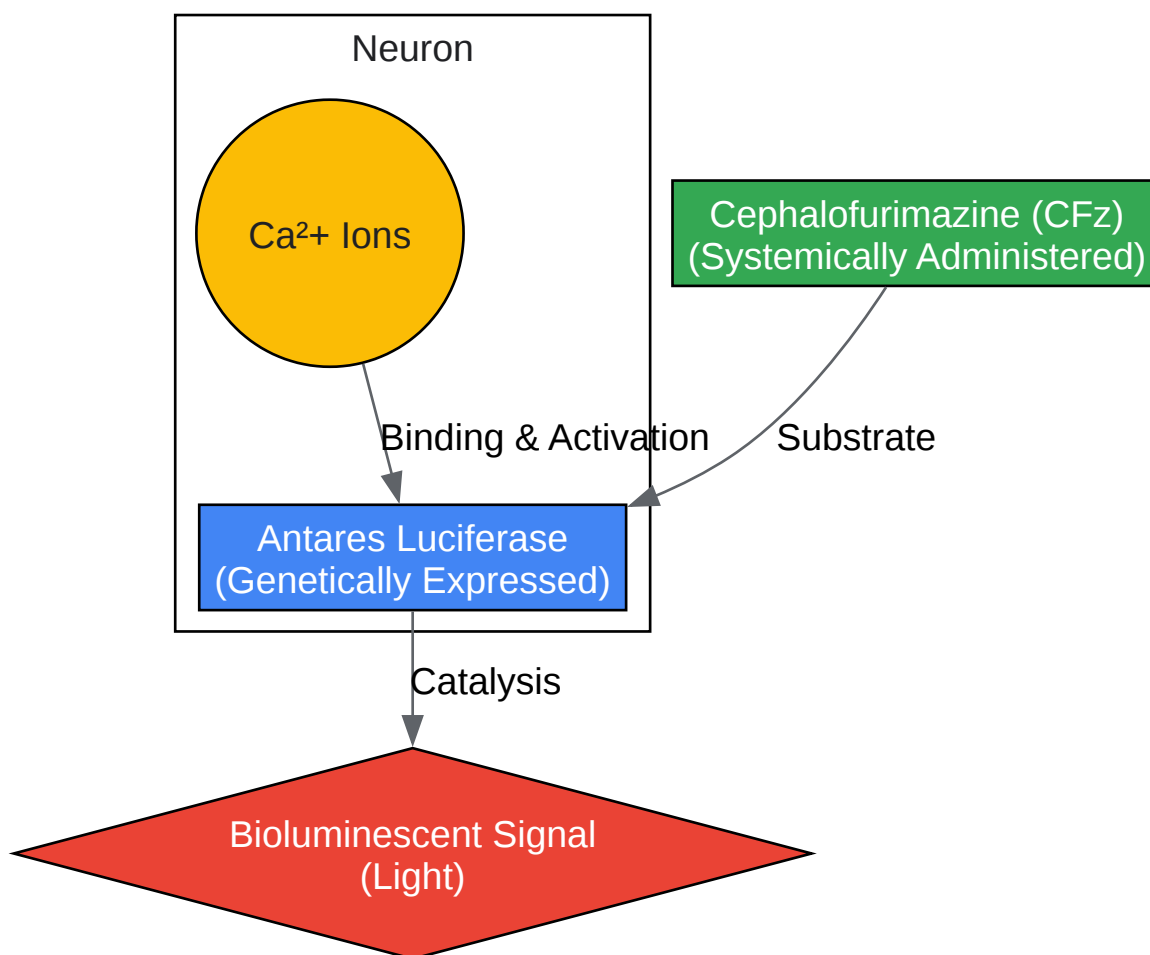 Neuron
Ca²+ Ions
Cephalofurimazine (CFz)
(Systemically Administered)
Binding & Activation
Substrate
Antares Luciferase
(Genetically Expressed)
Catalysis
Bioluminescent Signal
(Light)